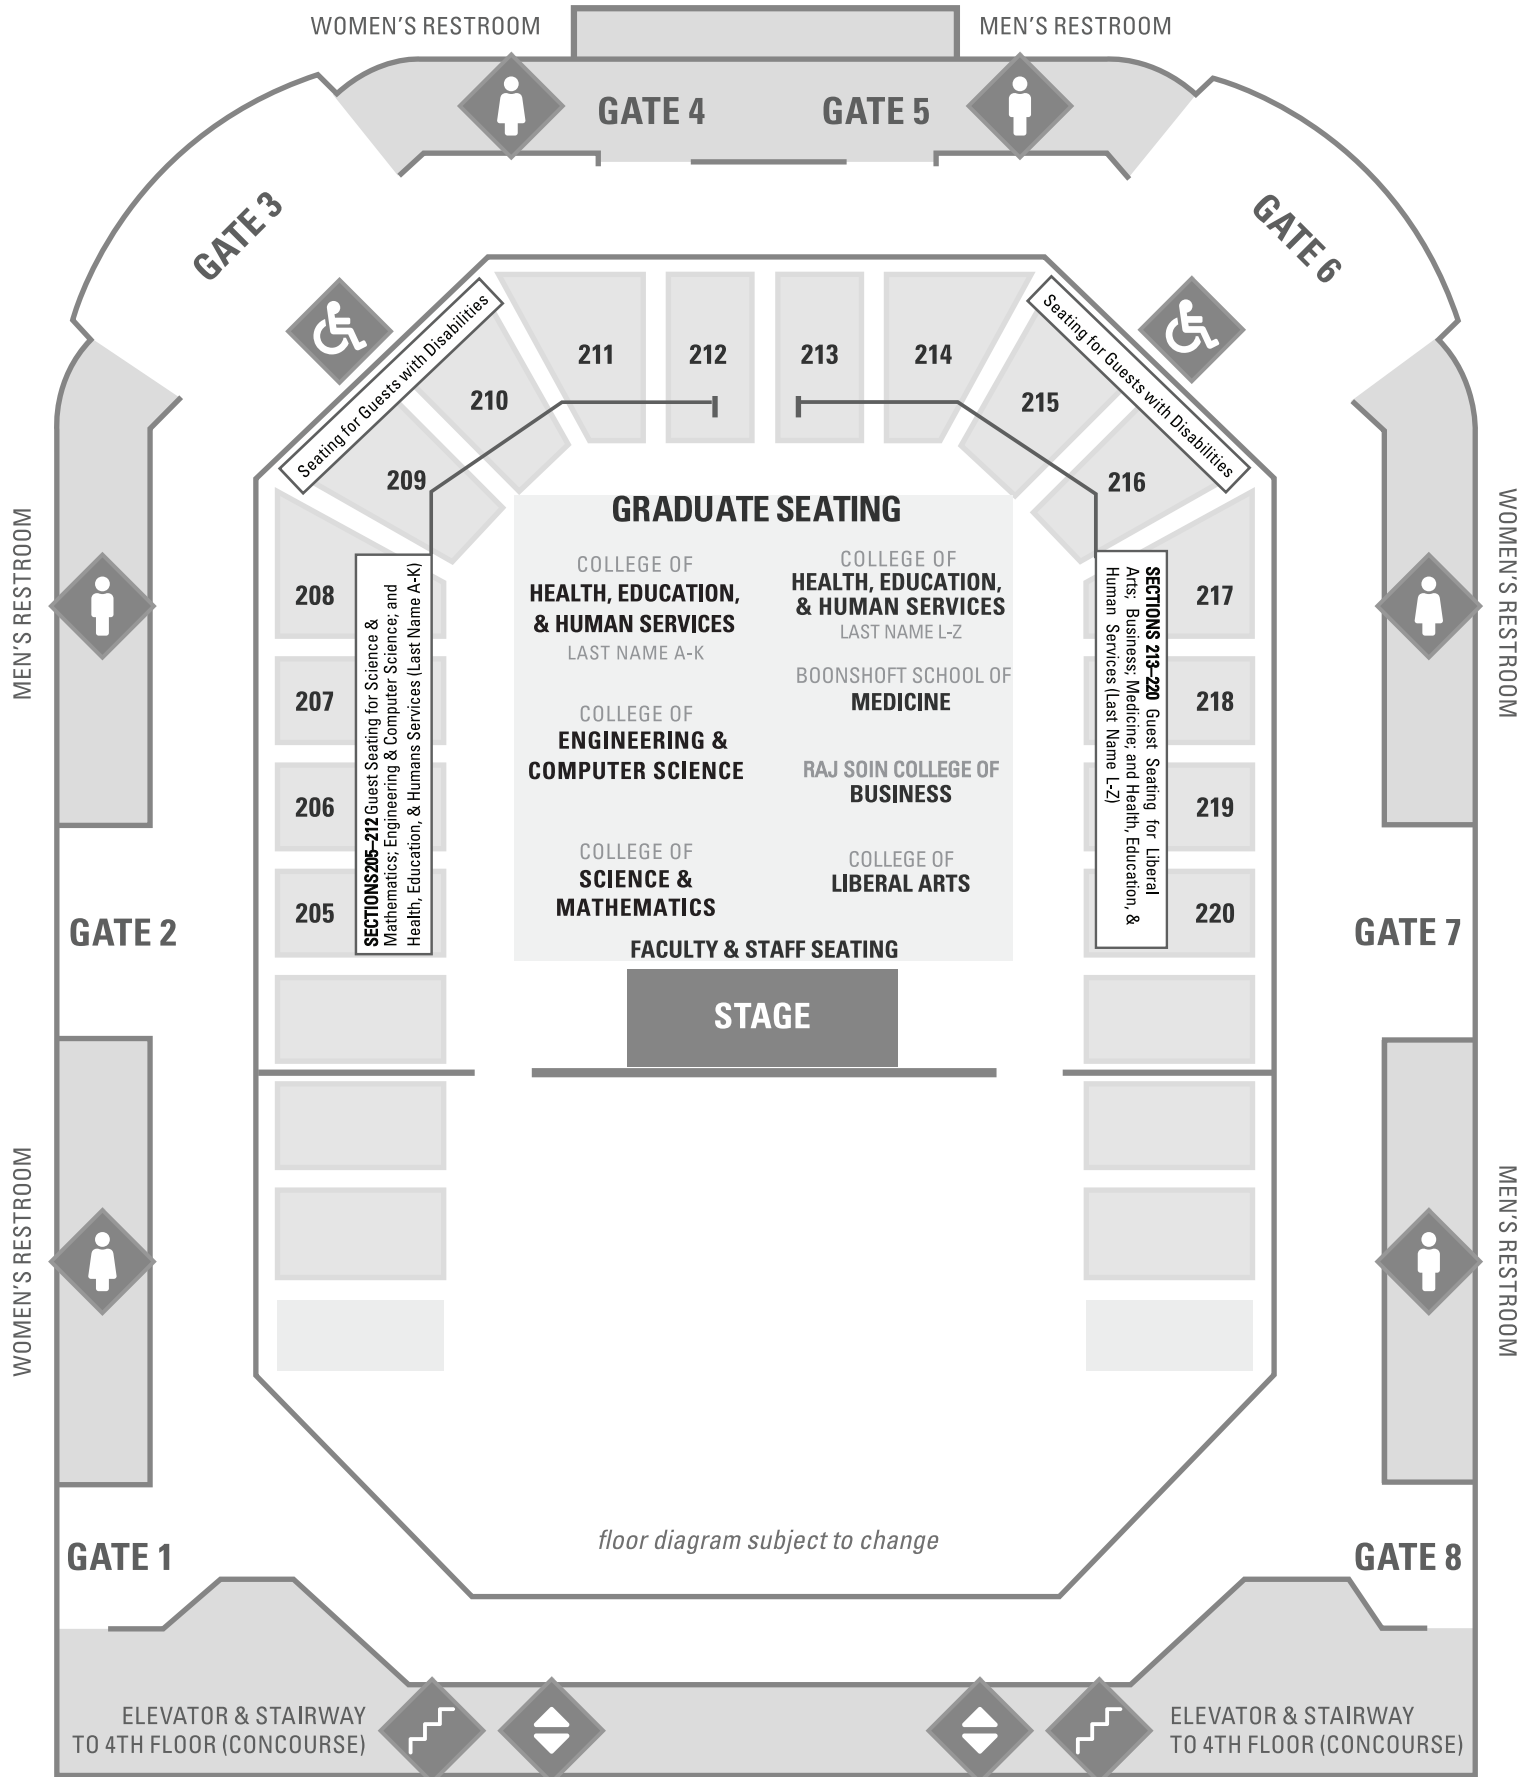 WOMEN'S RESTROOM
MEN'S RESTROOM
GATE 4
GATE 5
GATE 3
GATE 6
Seating for Guests with Disabilities
Seating for Guests with Disabilities
211
212
213
214
210
215
209
216
GRADUATE SEATING
MEN'S RESTROOM
WOMEN'S RESTROOM
208
207
206
205
SECTIONS205–212 Guest Seating for Science &
Mathematics; Engineering & Computer Science; and
Health, Education, & Humans Services (Last Name A-K)
COLLEGE OF
HEALTH, EDUCATION,
& HUMAN SERVICES
LAST NAME A-K
COLLEGE OF
ENGINEERING &
COMPUTER SCIENCE
COLLEGE OF
SCIENCE &
MATHEMATICS
COLLEGE OF
HEALTH, EDUCATION,
& HUMAN SERVICES
LAST NAME L-Z
BOONSHOFT SCHOOL OF
MEDICINE
RAJ SOIN COLLEGE OF
BUSINESS
COLLEGE OF
LIBERAL ARTS
SECTIONS 213–220 Guest Seating for Liberal
Arts; Business; Medicine; and Health, Education, &
Human Services (Last Name L-Z)
217
218
219
220
GATE 2
GATE 7
FACULTY & STAFF SEATING
STAGE
WOMEN'S RESTROOM
MEN'S RESTROOM
floor diagram subject to change
GATE 1
GATE 8
ELEVATOR & STAIRWAY
TO 4TH FLOOR (CONCOURSE)
ELEVATOR & STAIRWAY
TO 4TH FLOOR (CONCOURSE)